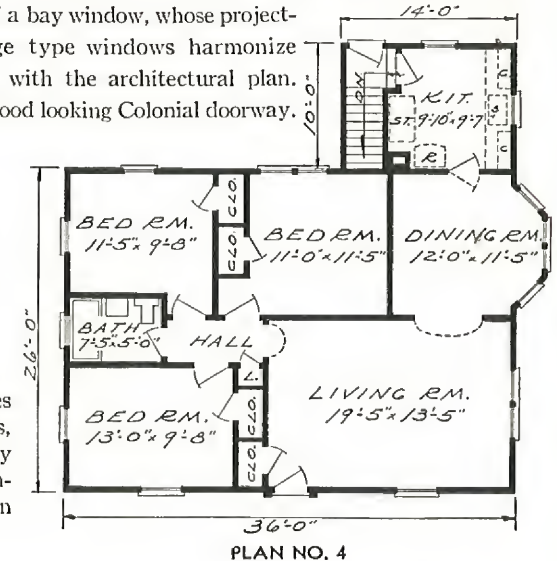 a bay window, whose project-
ge type windows harmonize
with the architectural plan.
ood looking Colonial doorway.
14'-0"
10'-0"
DN
KIT.
ST. 9'-10"x 9'-7
C
S
C
R
CLO.
BED RM.
11'-5"x 9'-8"
CLO.
BED RM.
11'-0"x 11'-5"
DINING RM.
12'-0"x 11'-5"
26'-0"
BATH
7'-5"x 5'-0"
HALL
L.
LIVING RM.
19'-5"x 13'-5"
BED RM.
13'-0"x 9'-8"
CLO.
CLO.
es
s,
y
n-
n
36'-0"
PLAN NO. 4